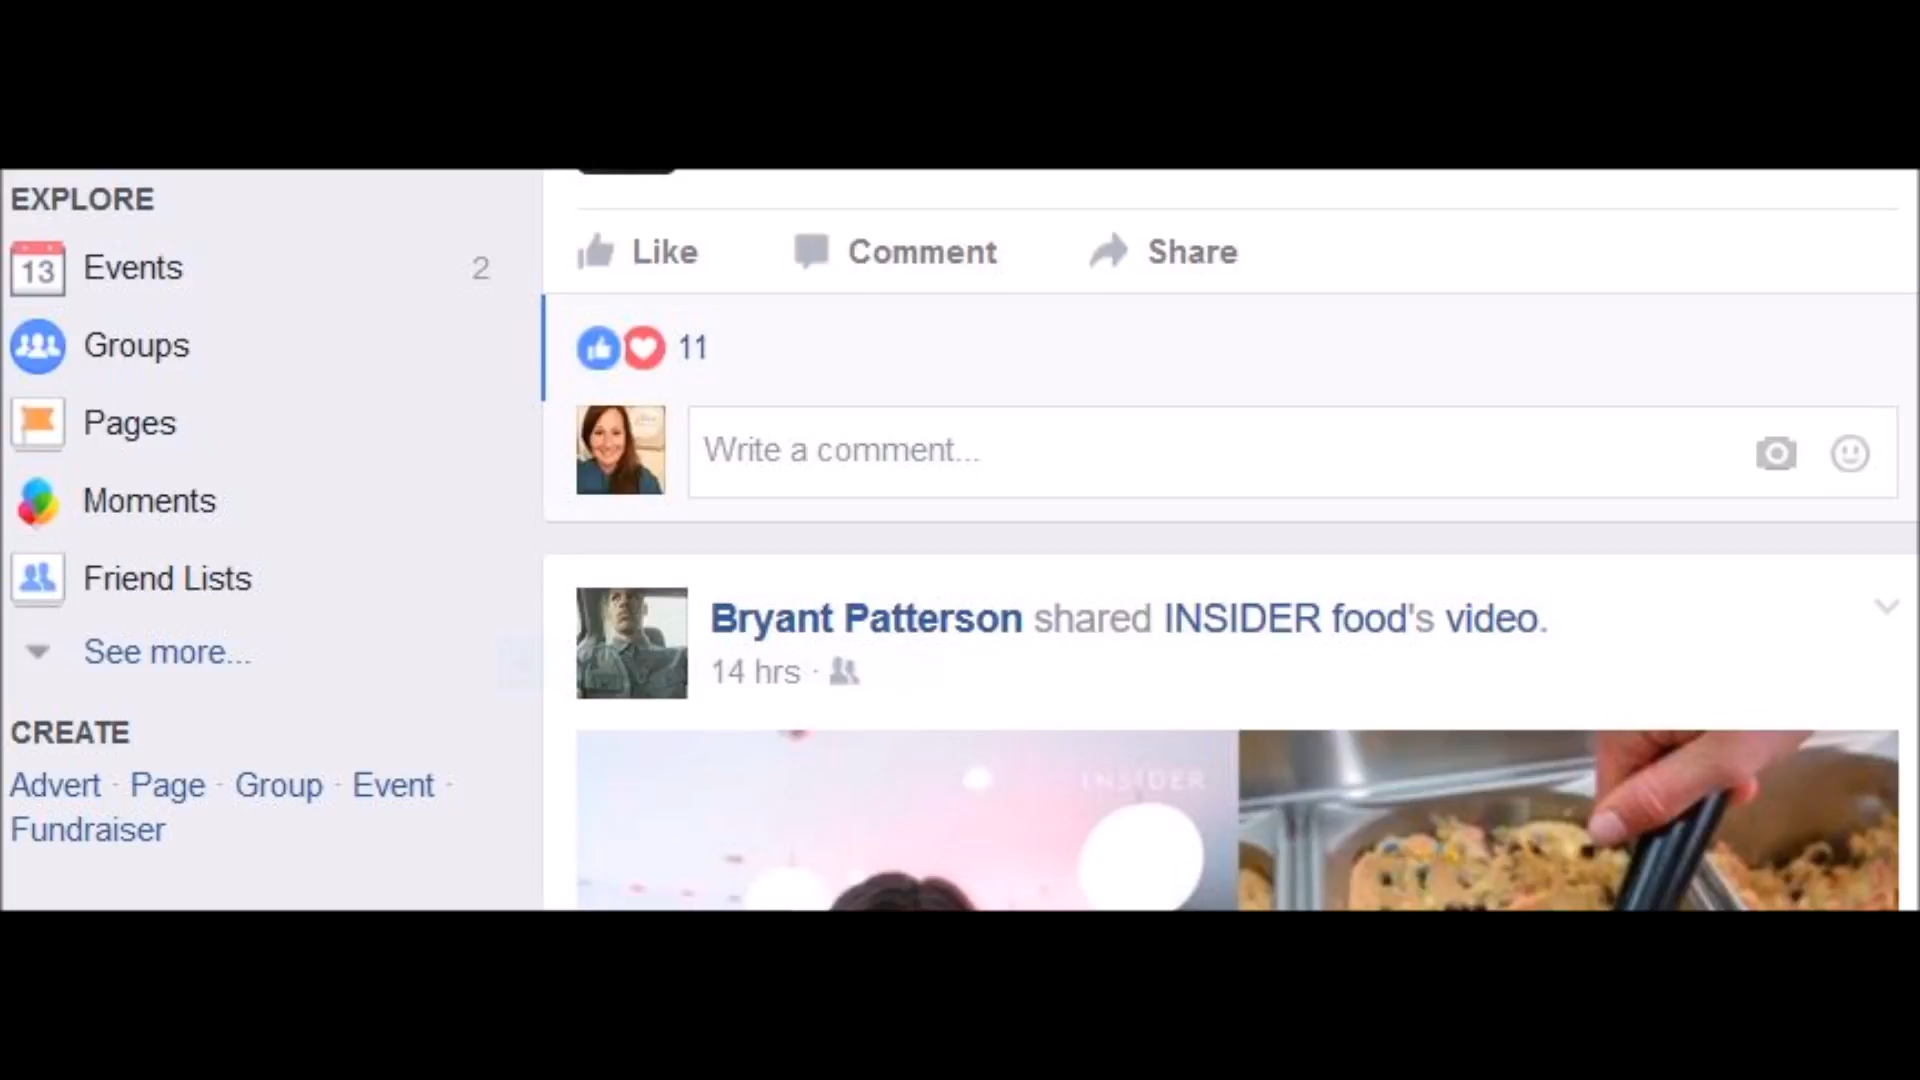 EXPLORE
13 Events 2
Groups
Pages
Moments
Friend Lists
See more...
CREATE
Advert · Page · Group · Event ·
Fundraiser
Like Comment Share
11
Write a comment...
Bryant Patterson shared INSIDER food's video.
14 hrs ·
INSIDER